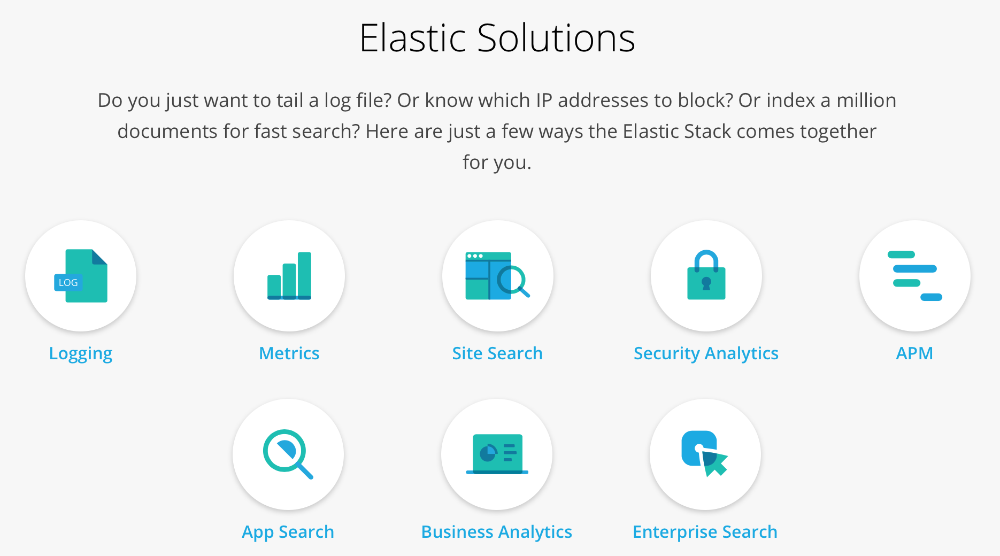 Elastic Solutions
Do you just want to tail a log file? Or know which IP addresses to block? Or index a million
documents for fast search? Here are just a few ways the Elastic Stack comes together
for you.
LOG
Logging
Metrics
Site Search
Security Analytics
APM
App Search
Business Analytics
Enterprise Search